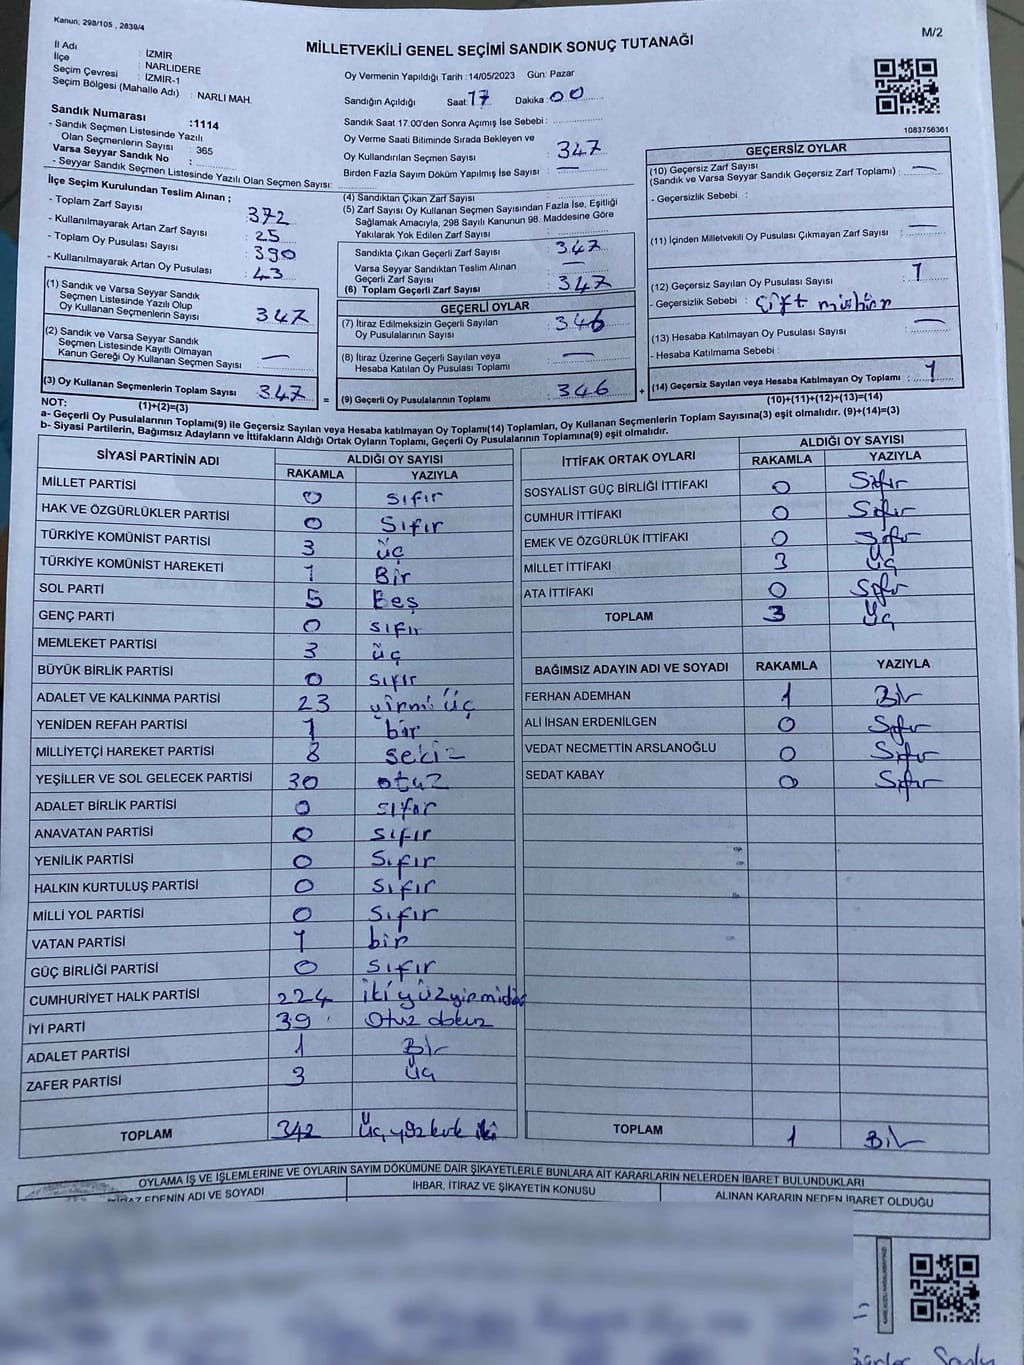 Kanun; 298/105 , 2839/4
M/2
MİLLETVEKİLİ GENEL SEÇİMİ SANDIK SONUÇ TUTANAĞI
İl Adı : İZMİR
İlçe : NARLIDERE
Seçim Çevresi : İZMİR-1
Seçim Bölgesi (Mahalle Adı) : NARLI MAH.
Sandık Numarası :1114
- Sandık Seçmen Listesinde Yazılı
Olan Seçmenlerin Sayısı : 365
Varsa Seyyar Sandık No :
- Seyyar Sandık Seçmen Listesinde Yazılı Olan Seçmen Sayısı:
Oy Vermenin Yapıldığı Tarih :14/05/2023 Gün: Pazar
Sandığın Açıldığı Saat: 17 Dakika: 00
Sandık Saat 17.00'den Sonra Açımış İse Sebebi :
Oy Verme Saati Bitiminde Sırada Bekleyen ve
Oy Kullandırılan Seçmen Sayısı : 347
Birden Fazla Sayım Döküm Yapılmış İse Sayısı : —
1083756361
İlçe Seçim Kurulundan Teslim Alınan ;
- Toplam Zarf Sayısı : 372
- Kullanılmayarak Artan Zarf Sayısı : 25
- Toplam Oy Pusulası Sayısı : 390
- Kullanılmayarak Artan Oy Pusulası : 43
(1) Sandık ve Varsa Seyyar Sandık
Seçmen Listesinde Yazılı Olup
Oy Kullanan Seçmenlerin Sayısı : 347
(2) Sandık ve Varsa Seyyar Sandık
Seçmen Listesinde Kayıtlı Olmayan
Kanun Gereği Oy Kullanan Seçmen Sayısı : —
(3) Oy Kullanan Seçmenlerin Toplam Sayısı : 347
(1)+(2)=(3)
(4) Sandıktan Çıkan Zarf Sayısı :
(5) Zarf Sayısı Oy Kullanan Seçmen Sayısından Fazla İse, Eşitliği
Sağlamak Amacıyla, 298 Sayılı Kanunun 98. Maddesine Göre
Yakılarak Yok Edilen Zarf Sayısı :
Sandıkta Çıkan Geçerli Zarf Sayısı : 347
Varsa Seyyar Sandıktan Teslim Alınan
Geçerli Zarf Sayısı : —
(6) Toplam Geçerli Zarf Sayısı : 347
GEÇERLİ OYLAR
(7) İtiraz Edilmeksizin Geçerli Sayılan
Oy Pusulalarının Sayısı : 346
(8) İtiraz Üzerine Geçerli Sayılan veya
Hesaba Katılan Oy Pusulası Toplamı : —
= (9) Geçerli Oy Pusulalarının Toplamı : 346 +
GEÇERSİZ OYLAR
(10) Geçersiz Zarf Sayısı
(Sandık ve Varsa Seyyar Sandık Geçersiz Zarf Toplamı) : —
- Geçersizlik Sebebi :
(11) İçinden Milletvekili Oy Pusulası Çıkmayan Zarf Sayısı : —
(12) Geçersiz Sayılan Oy Pusulası Sayısı : 1
- Geçersizlik Sebebi : Çift mühür
(13) Hesaba Katılmayan Oy Pusulası Sayısı : —
- Hesaba Katılmama Sebebi :
(14) Geçersiz Sayılan veya Hesaba Katılmayan Oy Toplamı : 1
(10)+(11)+(12)+(13)=(14)
NOT:
a- Geçerli Oy Pusulalarının Toplamı(9) ile Geçersiz Sayılan veya Hesaba katılmayan Oy Toplamı(14) Toplamları, Oy Kullanan Seçmenlerin Toplam Sayısına(3) eşit olmalıdır. (9)+(14)=(3)
b- Siyasi Partilerin, Bağımsız Adayların ve İttifakların Aldığı Ortak Oyların Toplamı, Geçerli Oy Pusulalarının Toplamına(9) eşit olmalıdır.
SİYASİ PARTİNİN ADI ALDIĞI OY SAYISI
RAKAMLA YAZIYLA
MİLLET PARTİSİ 0 sıfır
HAK VE ÖZGÜRLÜKLER PARTİSİ 0 Sıfır
TÜRKİYE KOMÜNİST PARTİSİ 3 üç
TÜRKİYE KOMÜNİST HAREKETİ 1 Bir
SOL PARTİ 5 Beş
GENÇ PARTİ 0 sıfır
MEMLEKET PARTİSİ 3 üç
BÜYÜK BİRLİK PARTİSİ 0 sıfır
ADALET VE KALKINMA PARTİSİ 23 yirmi üç
YENİDEN REFAH PARTİSİ 1 bir
MİLLİYETÇİ HAREKET PARTİSİ 8 sekiz
YEŞİLLER VE SOL GELECEK PARTİSİ 30 otuz
ADALET BİRLİK PARTİSİ 0 sıfır
ANAVATAN PARTİSİ 0 sıfır
YENİLİK PARTİSİ 0 Sıfır
HALKIN KURTULUŞ PARTİSİ 0 sıfır
MİLLİ YOL PARTİSİ 0 Sıfır
VATAN PARTİSİ 1 bir
GÜÇ BİRLİĞİ PARTİSİ 0 sıfır
CUMHURİYET HALK PARTİSİ 224 ikiyüzyirmidört
İYİ PARTİ 39 otuz dokuz
ADALET PARTİSİ 1 Bir
ZAFER PARTİSİ 3 Üç
TOPLAM 342 Üç yüz kırk iki
İTTİFAK ORTAK OYLARI ALDIĞI OY SAYISI
RAKAMLA YAZIYLA
SOSYALİST GÜÇ BİRLİĞİ İTTİFAKI 0 Sıfır
CUMHUR İTTİFAKI 0 Sıfır
EMEK VE ÖZGÜRLÜK İTTİFAKI 0 Sıfır
MİLLET İTTİFAKI 3 Üç
ATA İTTİFAKI 0 Sıfır
TOPLAM 3 Üç
BAĞIMSIZ ADAYIN ADI VE SOYADI RAKAMLA YAZIYLA
FERHAN ADEMHAN 1 Bir
ALİ İHSAN ERDENİLGEN 0 Sıfır
VEDAT NECMETTİN ARSLANOĞLU 0 Sıfır
SEDAT KABAY 0 Sıfır
TOPLAM 1 Bir
OYLAMA İŞ VE İŞLEMLERİNE VE OYLARIN SAYIM DÖKÜMÜNE DAİR ŞİKAYETLERLE BUNLARA AİT KARARLARIN NELERDEN İBARET BULUNDUKLARI
EDENİN ADI VE SOYADI İHBAR, İTİRAZ VE ŞİKAYETİN KONUSU ALINAN KARARIN NEDEN İBARET OLDUĞU